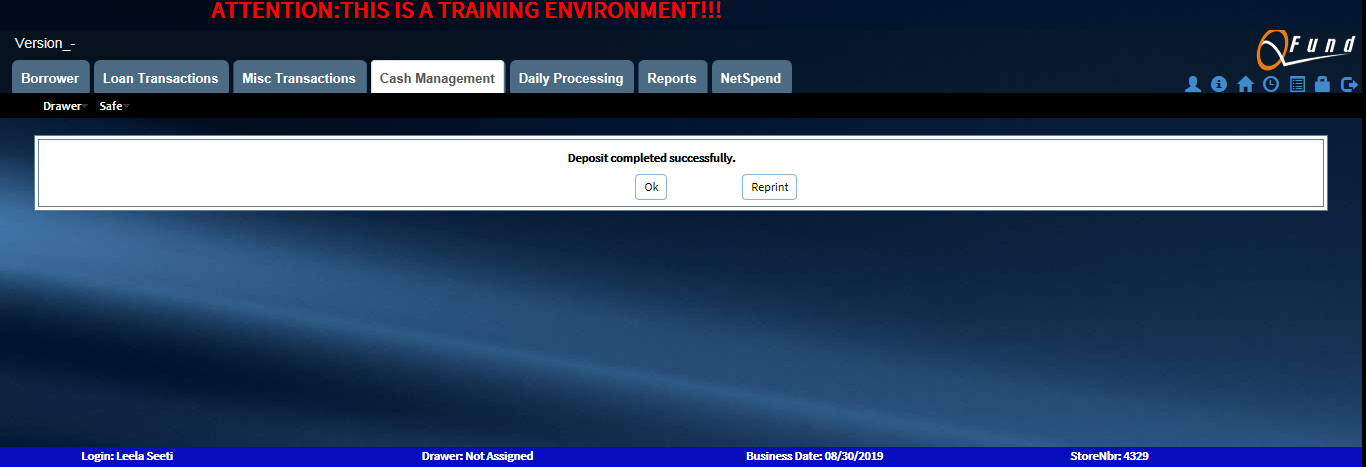 ATTENTION:THIS IS A TRAINING ENVIRONMENT!!!
Version_-
Fund
Borrower Loan Transactions Misc Transactions Cash Management Daily Processing Reports NetSpend
Drawer Safe
Deposit completed successfully.
Ok Reprint
Login: Leela Seeti Drawer: Not Assigned Business Date: 08/30/2019 StoreNbr: 4329